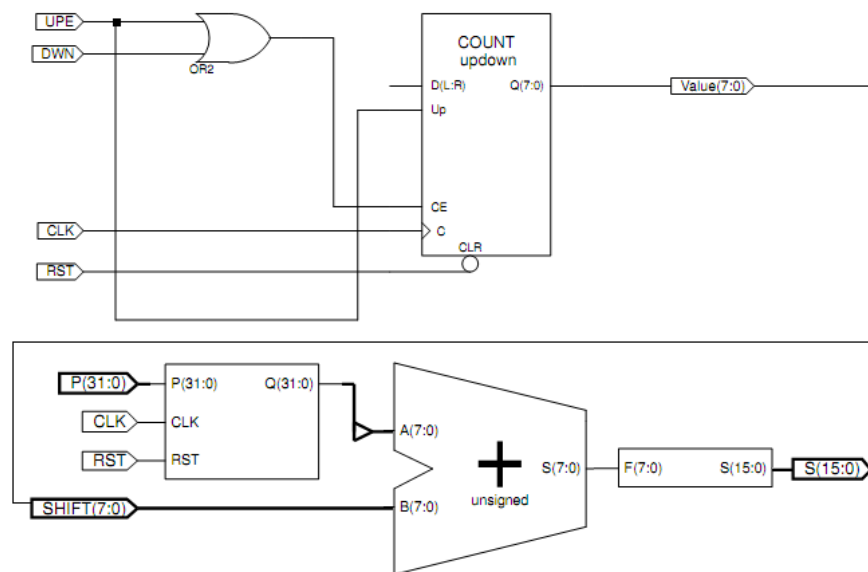 UPE
DWN
OR2
COUNT
updown
D(L:R) Q(7:0)
Value(7:0)
Up
CE
CLK
C
CLR
RST
P(31:0)
P(31:0) Q(31:0)
CLK
CLK
RST
RST
A(7:0)
+
unsigned
S(7:0)
F(7:0) S(15:0)
S(15:0)
SHIFT(7:0)
B(7:0)